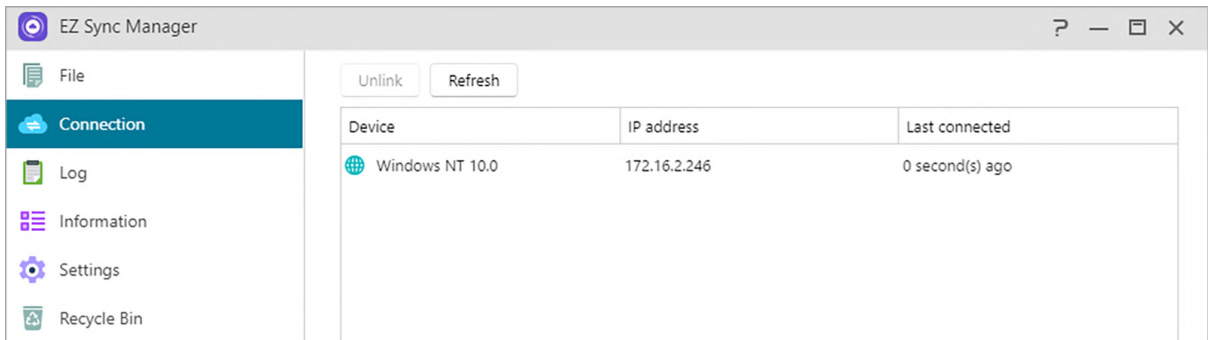 EZ Sync Manager
File
Connection
Log
Information
Settings
Recycle Bin
Unlink Refresh
Device IP address Last connected
Windows NT 10.0 172.16.2.246 0 second(s) ago